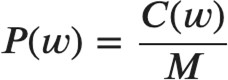 P(w) = C(w) / M